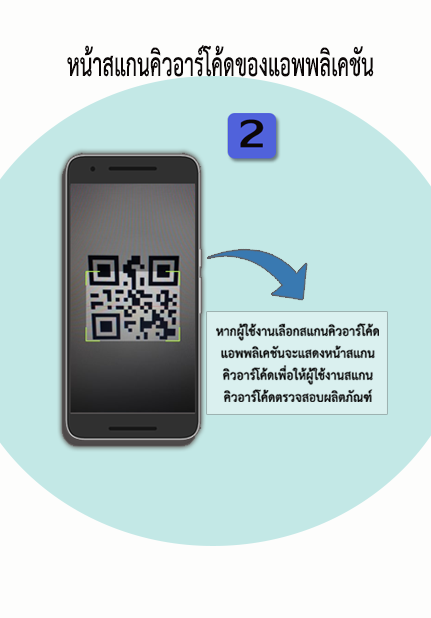 หน้าสแกนคิวอาร์โค้ดของแอพพลิเคชัน
2
หากผู้ใช้งานเลือกสแกนคิวอาร์โค้ด
แอพพลิเคชันจะแสดงหน้าสแกน
คิวอาร์โค้ดเพื่อให้ผู้ใช้งานสแกน
คิวอาร์โค้ดตรวจสอบผลิตภัณฑ์